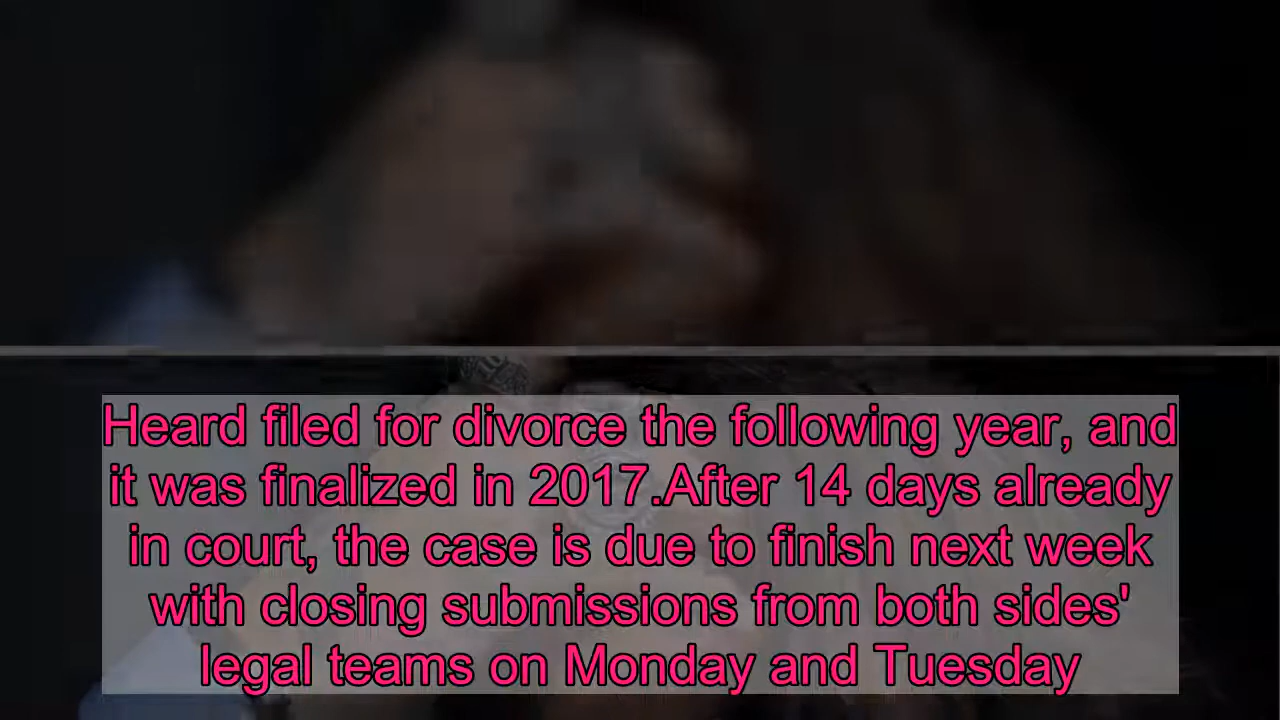 Heard filed for divorce the following year, and
it was finalized in 2017.After 14 days already
in court, the case is due to finish next week
with closing submissions from both sides'
legal teams on Monday and Tuesday